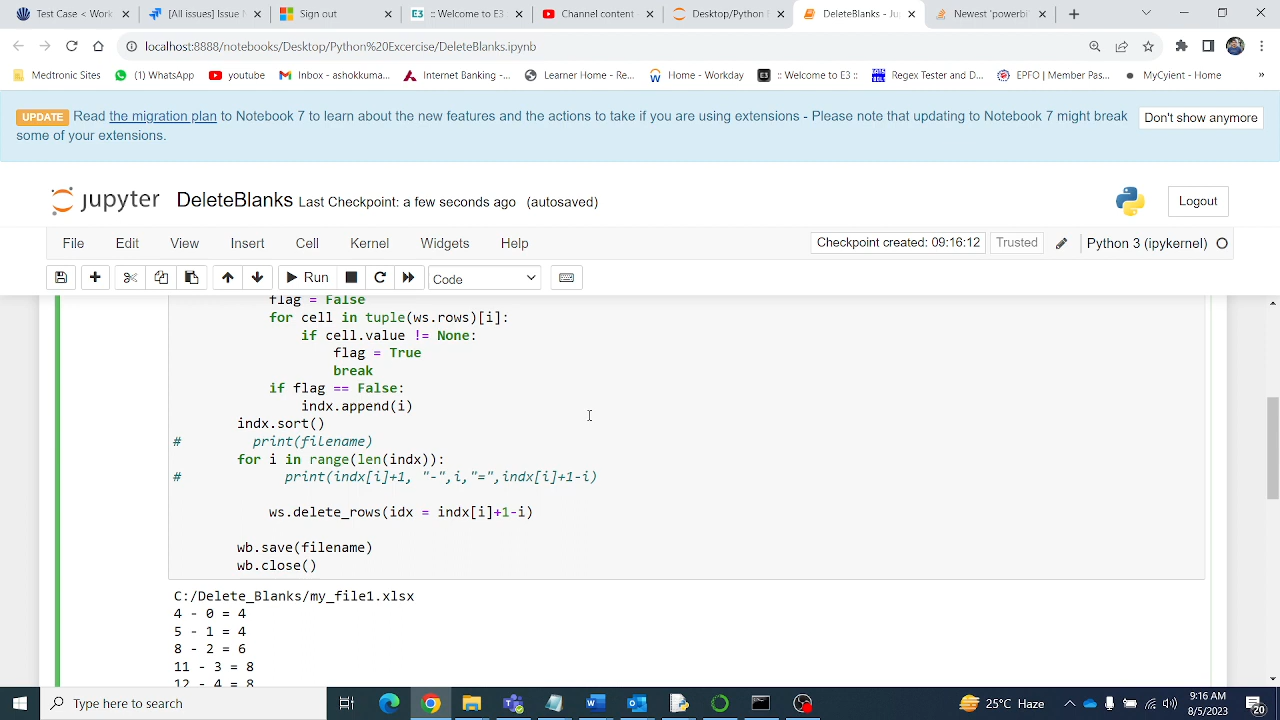 Test Case < Work
[All issues] Issue N
Sign out
:: Welcome to E3
Channel content
Desktop/Python E
DeleteBlanks - Ju
Newest powerbi
localhost:8888/notebooks/Desktop/Python%20Excercise/DeleteBlanks.ipynb
Medtronic Sites
(1) WhatsApp
youtube
Inbox - ashokkuma...
Internet Banking -...
Learner Home - Re...
Home - Workday
:: Welcome to E3 ::
Regex Tester and D...
EPFO | Member Pas...
MyCyient - Home
»
UPDATE Read the migration plan to Notebook 7 to learn about the new features and the actions to take if you are using extensions - Please note that updating to Notebook 7 might break
some of your extensions.
Don't show anymore
jupyter DeleteBlanks Last Checkpoint: a few seconds ago (autosaved)
Logout
File Edit View Insert Cell Kernel Widgets Help
Checkpoint created: 09:16:12 Trusted Python 3 (ipykernel)
Run Code
flag = False
for cell in tuple(ws.rows)[i]:
if cell.value != None:
flag = True
break
if flag == False:
indx.append(i)
indx.sort()
# print(filename)
for i in range(len(indx)):
# print(indx[i]+1, "-",i,"=",indx[i]+1-i)
ws.delete_rows(idx = indx[i]+1-i)
wb.save(filename)
wb.close()
C:/Delete_Blanks/my_file1.xlsx
4 - 0 = 4
5 - 1 = 4
8 - 2 = 6
11 - 3 = 8
12 - 4 = 8
Type here to search
25°C Haze
8/5/2023
20